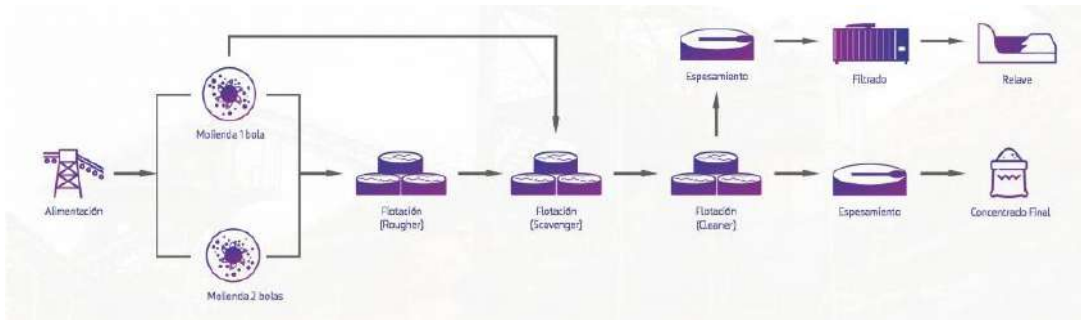 Espesamiento
Filtrado
Relave
Molienda 1 bola
Alimentación
Flotación
(Rougher)
Flotación
(Scavenger)
Flotación
(Cleaner)
Espesamiento
Concentrado Final
Molienda 2 bolas